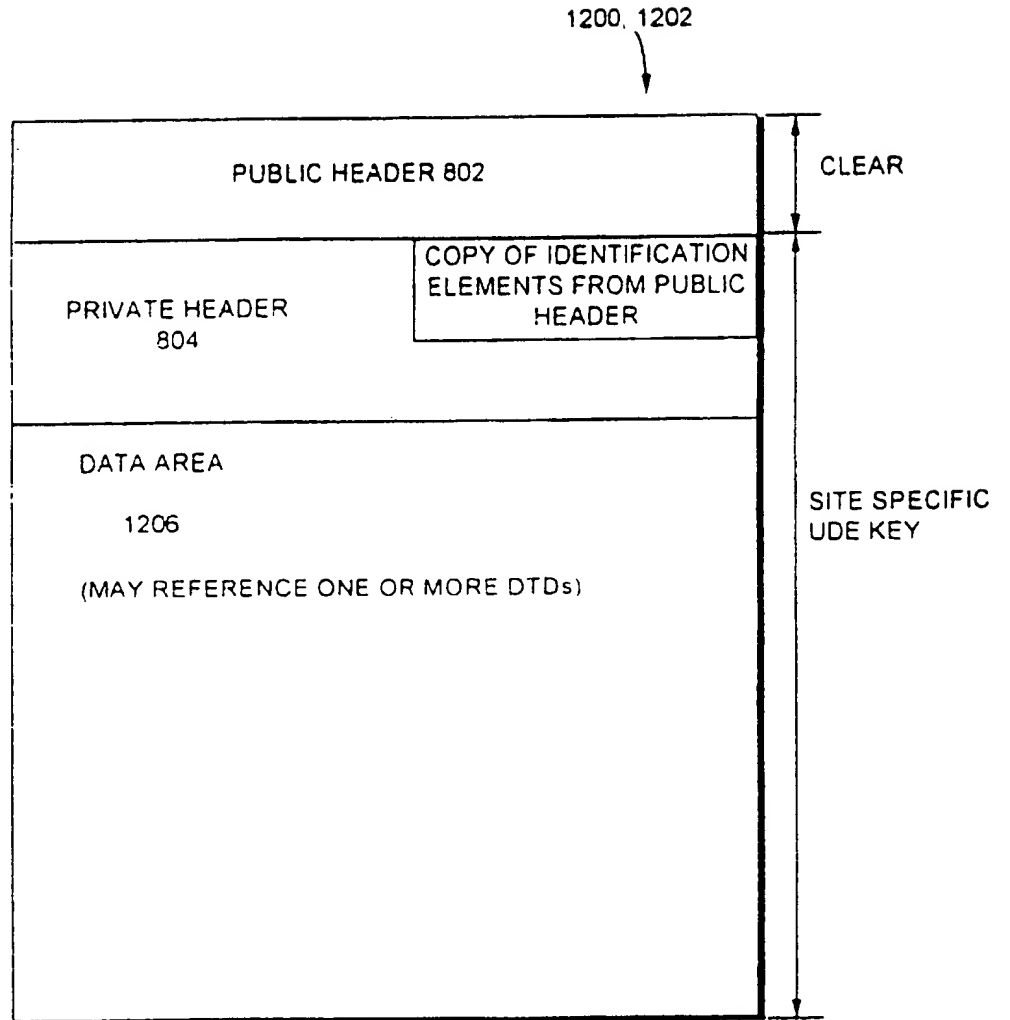 1200, 1202
PUBLIC HEADER 802
CLEAR
COPY OF IDENTIFICATION
ELEMENTS FROM PUBLIC
HEADER
PRIVATE HEADER
804
DATA AREA
1206
(MAY REFERENCE ONE OR MORE DTDs)
SITE SPECIFIC
UDE KEY